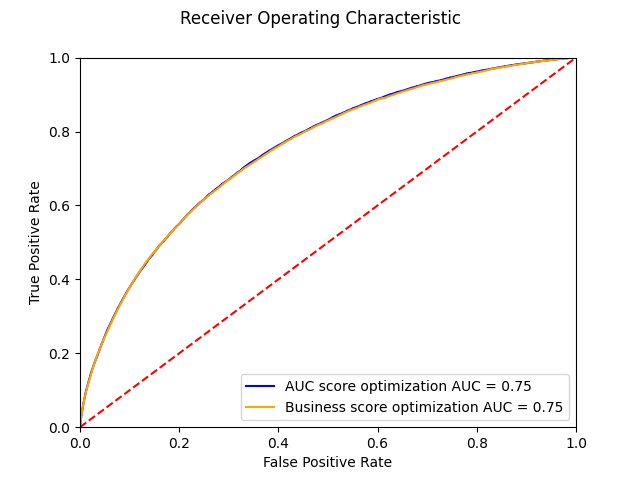 Receiver Operating Characteristic
1.0
0.8
0.6
0.4
0.2
0.0
True Positive Rate
AUC score optimization AUC = 0.75
Business score optimization AUC = 0.75
0.0 0.2 0.4 0.6 0.8 1.0
False Positive Rate